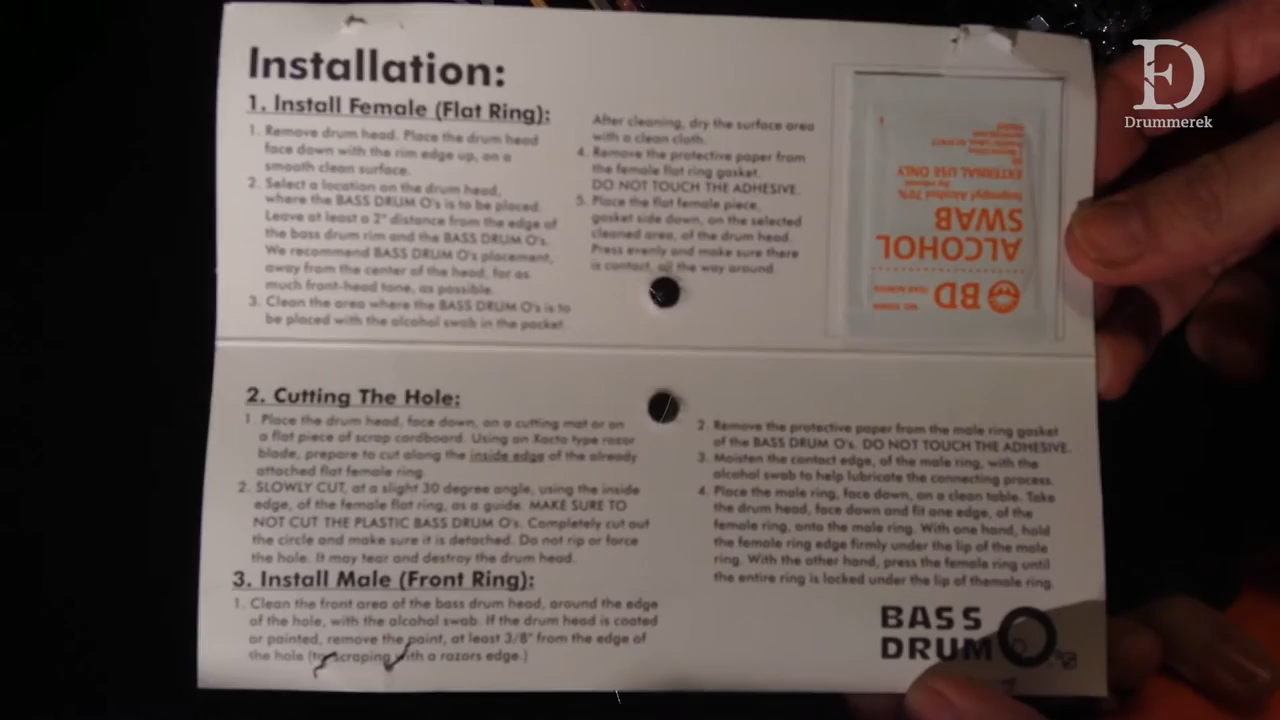 Installation:
1. Install Female (Flat Ring):
1. Remove drum head. Place the drum head
face down with the rim edge up, on a
smooth clean surface.
2. Select a location on the drum head,
where the BASS DRUM O's is to be placed.
Leave at least a 2" distance from the edge of
the bass drum rim and the BASS DRUM O's.
We recommend BASS DRUM O's placement,
away from the center of the head, for as
much front-head tone, as possible.
3. Clean the area where the BASS DRUM O's is to
be placed with the alcohol swab in the packet.
After cleaning, dry the surface area
with a clean cloth.
4. Remove the protective paper from
the female flat ring gasket.
DO NOT TOUCH THE ADHESIVE.
5. Place the flat female piece,
gasket side down, on the selected
cleaned area, of the drum head.
Press evenly and make sure there
is contact, all the way around.
BD
ALCOHOL
SWAB
Isopropyl Alcohol 70%
EXTERNAL USE ONLY
2. Cutting The Hole:
1. Place the drum head, face down, on a cutting mat or on
a flat piece of scrap cardboard. Using an Xacto type razor
blade, prepare to cut along the inside edge of the already
attached flat female ring.
2. SLOWLY CUT, at a slight 30 degree angle, using the inside
edge, of the female flat ring, as a guide. MAKE SURE TO
NOT CUT THE PLASTIC BASS DRUM O's. Completely cut out
the circle and make sure it is detached. Do not rip or force
the hole. It may tear and destroy the drum head.
3. Install Male (Front Ring):
1. Clean the front area of the bass drum head, around the edge
of the hole, with the alcohol swab. If the drum head is coated
or painted, remove the paint, at least 3/8" from the edge of
the hole scraping with a razors edge.)
2. Remove the protective paper from the male ring gasket
of the BASS DRUM O's. DO NOT TOUCH THE ADHESIVE.
3. Moisten the contact edge, of the male ring, with the
alcohol swab to help lubricate the connecting process.
4. Place the male ring, face down, on a clean table. Take
the drum head, face down and fit one edge, of the
female ring, onto the male ring. With one hand, hold
the female ring edge firmly under the lip of the male
ring. With the other hand, press the female ring until
the entire ring is locked under the lip of themale ring.
BASS
DRUM O
Drummerek